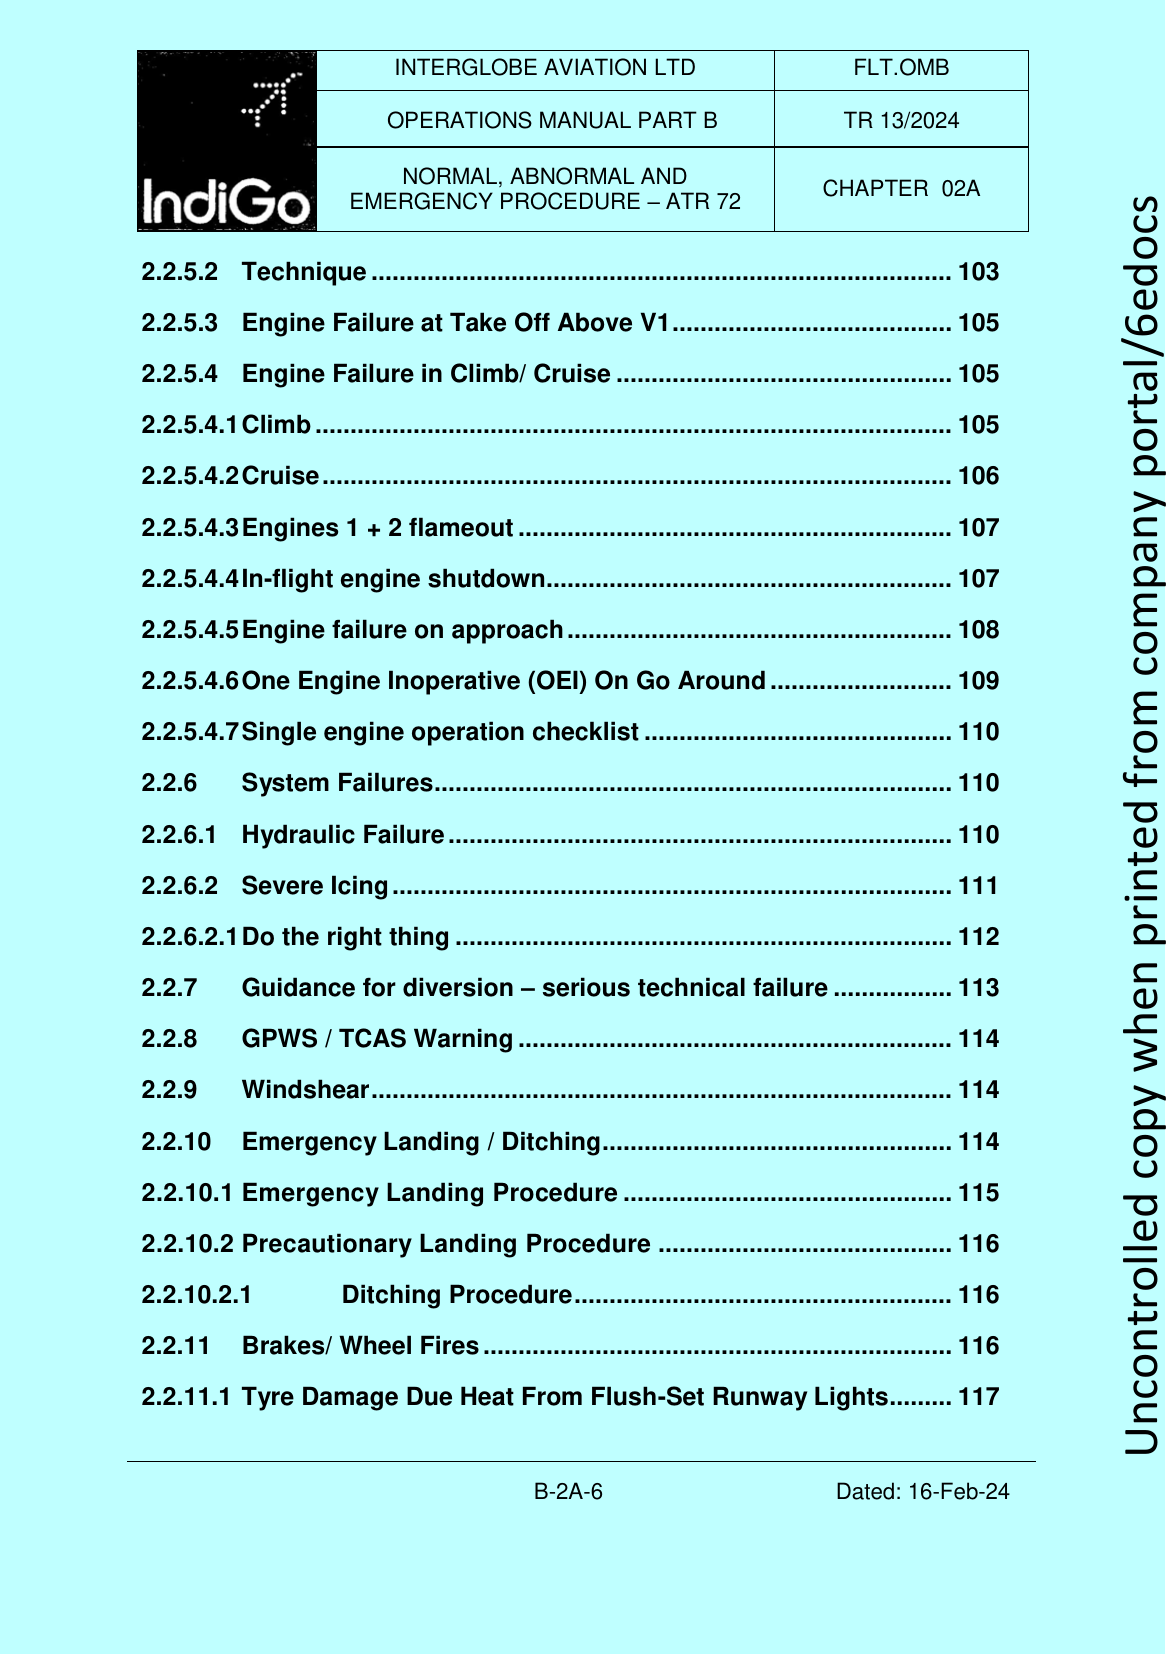 IndiGo
INTERGLOBE AVIATION LTD
FLT.OMB
OPERATIONS MANUAL PART B
TR 13/2024
NORMAL, ABNORMAL AND
EMERGENCY PROCEDURE – ATR 72
CHAPTER 02A
2.2.5.2 Technique ................................................................................... 103
2.2.5.3 Engine Failure at Take Off Above V1........................................ 105
2.2.5.4 Engine Failure in Climb/ Cruise ................................................ 105
2.2.5.4.1 Climb ........................................................................................... 105
2.2.5.4.2 Cruise.......................................................................................... 106
2.2.5.4.3 Engines 1 + 2 flameout .............................................................. 107
2.2.5.4.4 In-flight engine shutdown.......................................................... 107
2.2.5.4.5 Engine failure on approach ....................................................... 108
2.2.5.4.6 One Engine Inoperative (OEI) On Go Around .......................... 109
2.2.5.4.7 Single engine operation checklist ............................................ 110
2.2.6 System Failures.......................................................................... 110
2.2.6.1 Hydraulic Failure ........................................................................ 110
2.2.6.2 Severe Icing ................................................................................ 111
2.2.6.2.1 Do the right thing ....................................................................... 112
2.2.7 Guidance for diversion – serious technical failure ................. 113
2.2.8 GPWS / TCAS Warning .............................................................. 114
2.2.9 Windshear................................................................................... 114
2.2.10 Emergency Landing / Ditching.................................................. 114
2.2.10.1 Emergency Landing Procedure ............................................... 115
2.2.10.2 Precautionary Landing Procedure .......................................... 116
2.2.10.2.1 Ditching Procedure...................................................... 116
2.2.11 Brakes/ Wheel Fires ................................................................... 116
2.2.11.1 Tyre Damage Due Heat From Flush-Set Runway Lights......... 117
B-2A-6
Dated: 16-Feb-24
Uncontrolled copy when printed from company portal/6edocs